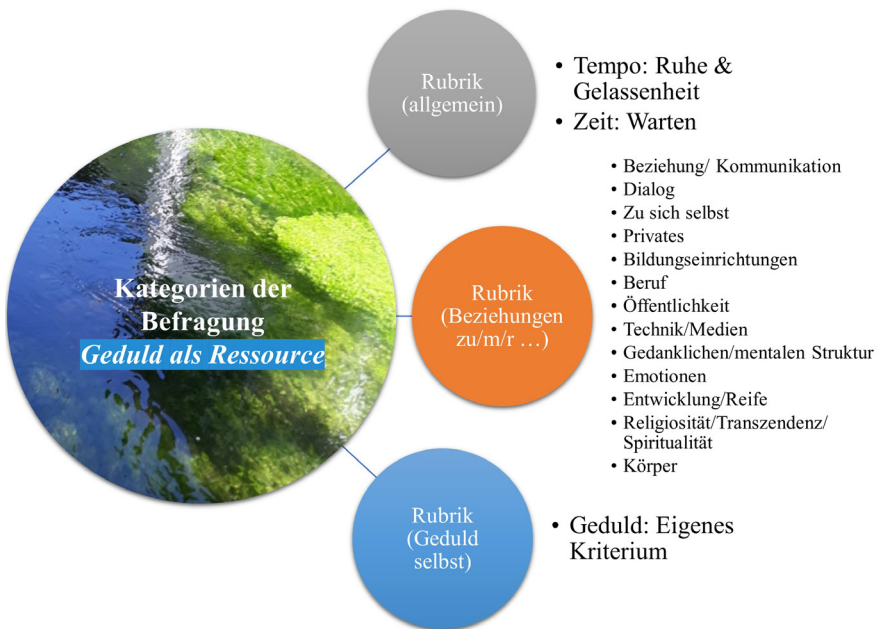 Kategorien der
Befragung
Geduld als Ressource
Rubrik
(allgemein)
• Tempo: Ruhe &
Gelassenheit
• Zeit: Warten
Rubrik
(Beziehungen
zu/m/r ...)
• Beziehung/ Kommunikation
• Dialog
• Zu sich selbst
• Privates
• Bildungseinrichtungen
• Beruf
• Öffentlichkeit
• Technik/Medien
• Gedanklichen/mentalen Struktur
• Emotionen
• Entwicklung/Reife
• Religiosität/Transzendenz/
Spiritualität
• Körper
Rubrik
(Geduld
selbst)
• Geduld: Eigenes
Kriterium